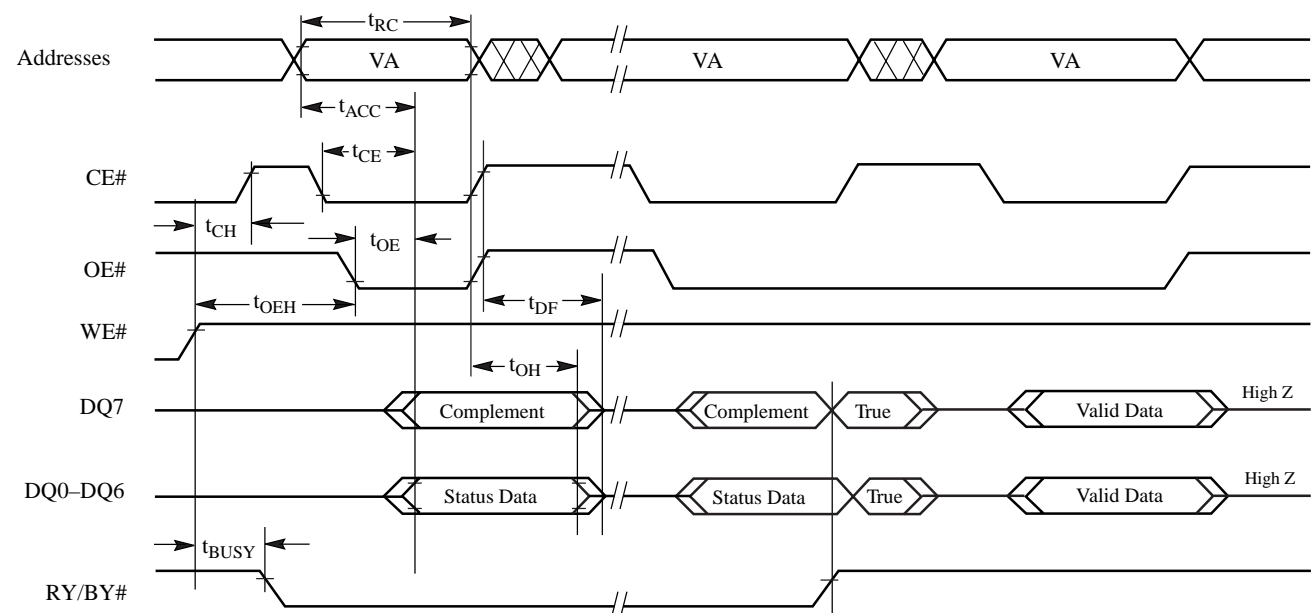 tRC
Addresses VA VA VA
tACC
tCE
CE#
tCH tOE
OE#
tOEH tDF
WE#
tOH
DQ7 Complement Complement True Valid Data High Z
DQ0–DQ6 Status Data Status Data True Valid Data High Z
tBUSY
RY/BY#